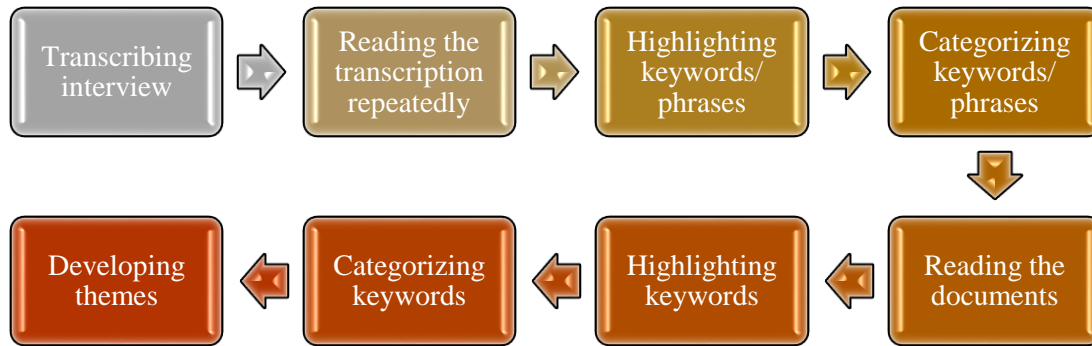 Transcribing
interview
Reading the
transcription
repeatedly
Highlighting
keywords/
phrases
Categorizing
keywords/
phrases
Reading the
documents
Highlighting
keywords
Categorizing
keywords
Developing
themes